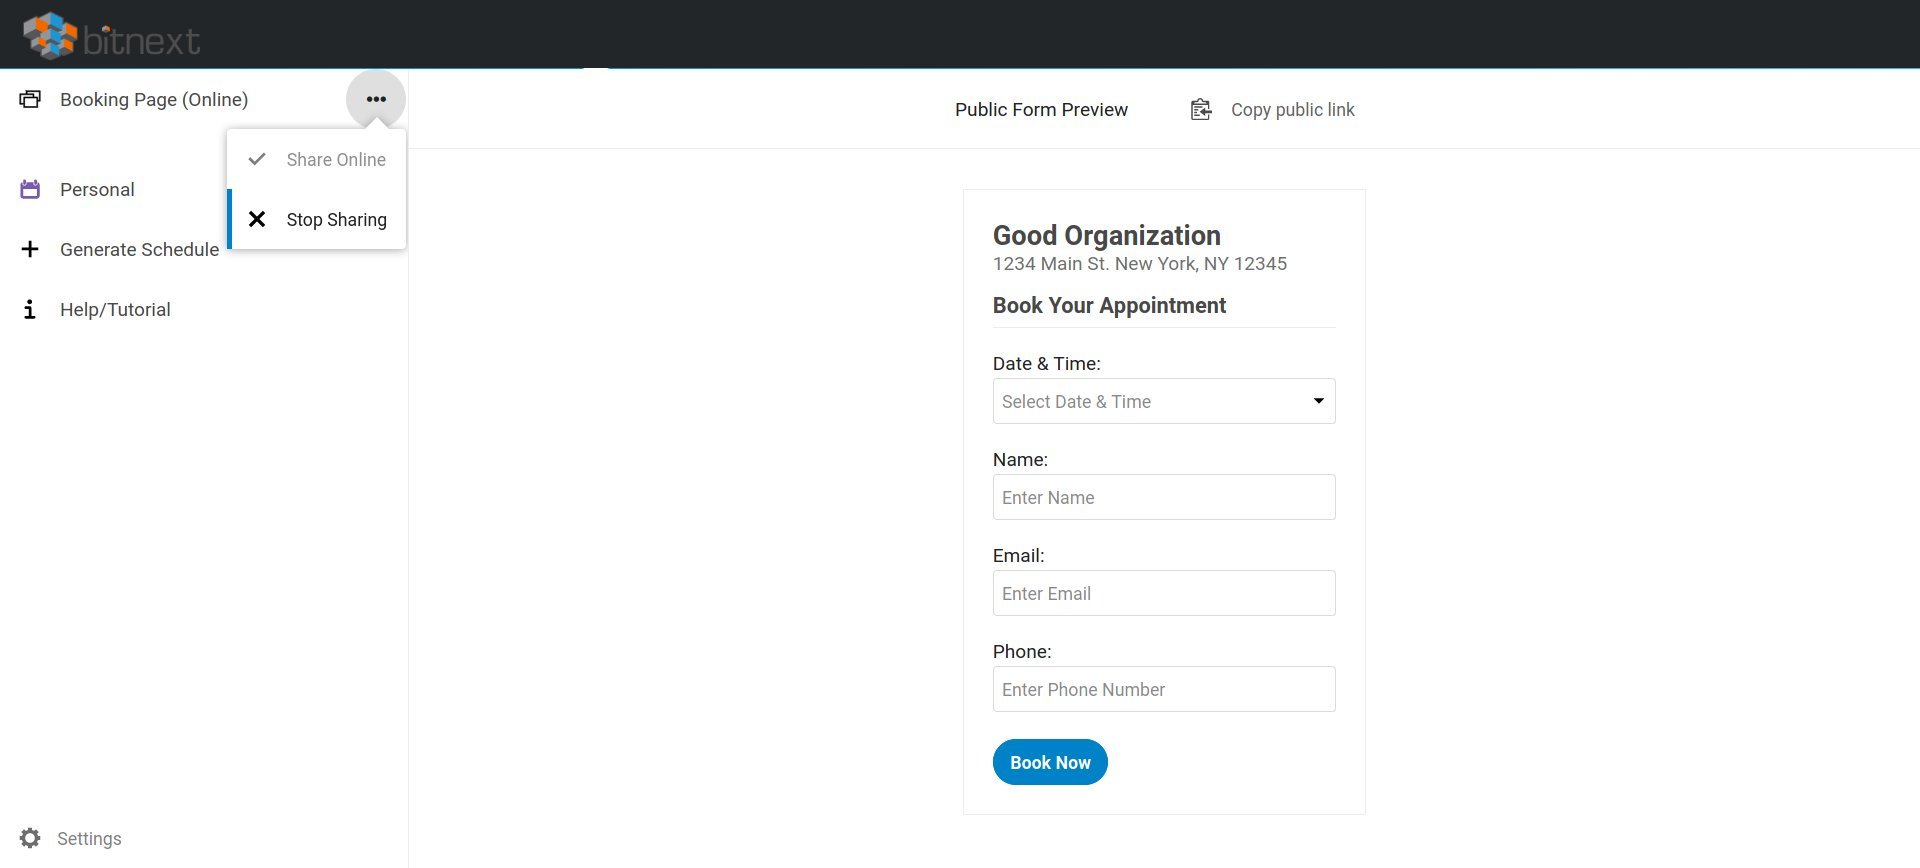 bitnext
Booking Page (Online)
Share Online
Stop Sharing
Personal
Generate Schedule
Help/Tutorial
Settings
Public Form Preview
Copy public link
Good Organization
1234 Main St. New York, NY 12345
Book Your Appointment
Date & Time:
Select Date & Time
Name:
Enter Name
Email:
Enter Email
Phone:
Enter Phone Number
Book Now